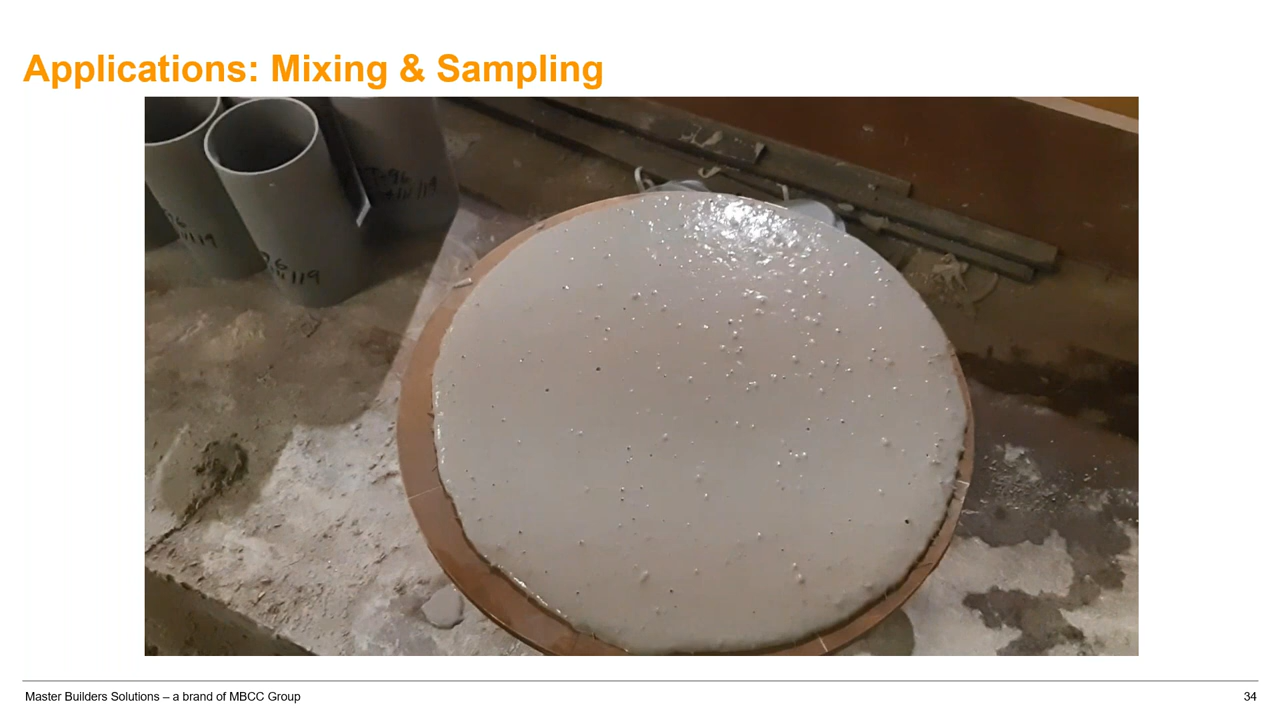 Applications: Mixing & Sampling
Master Builders Solutions – a brand of MBCC Group
34